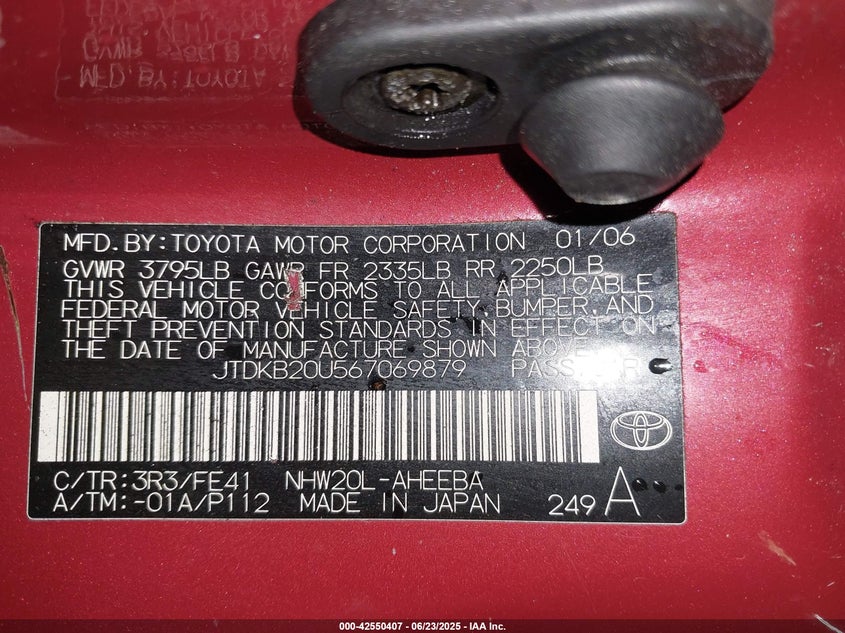 MFD.BY:TOYOTA MOTOR CORPORATION 01/06
GVWR 3795LB GAWR FR 2335LB RR 2250LB
THIS VEHICLE CONFORMS TO ALL APPLICABLE
FEDERAL MOTOR VEHICLE SAFETY, BUMPER, AND
THEFT PREVENTION STANDARDS IN EFFECT ON
THE DATE OF MANUFACTURE SHOWN ABOVE.
JTDKB20U567069879 PASS
C/TR:3R3/FE41 NHW20L-AHEEBA
A/TM:-01A/P112 MADE IN JAPAN 249 A
000-42550407 - 06/23/2025 - IAA Inc.